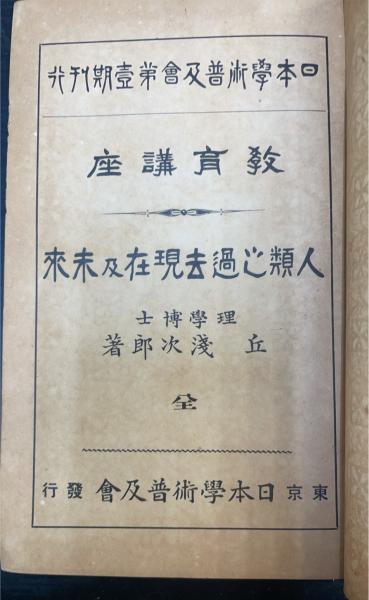 日本學術普及會第壹期刊行
敎育講座
人類之過去現在及未來
理學博士
丘 淺次郎著
全
東京 日本學術普及會 發行